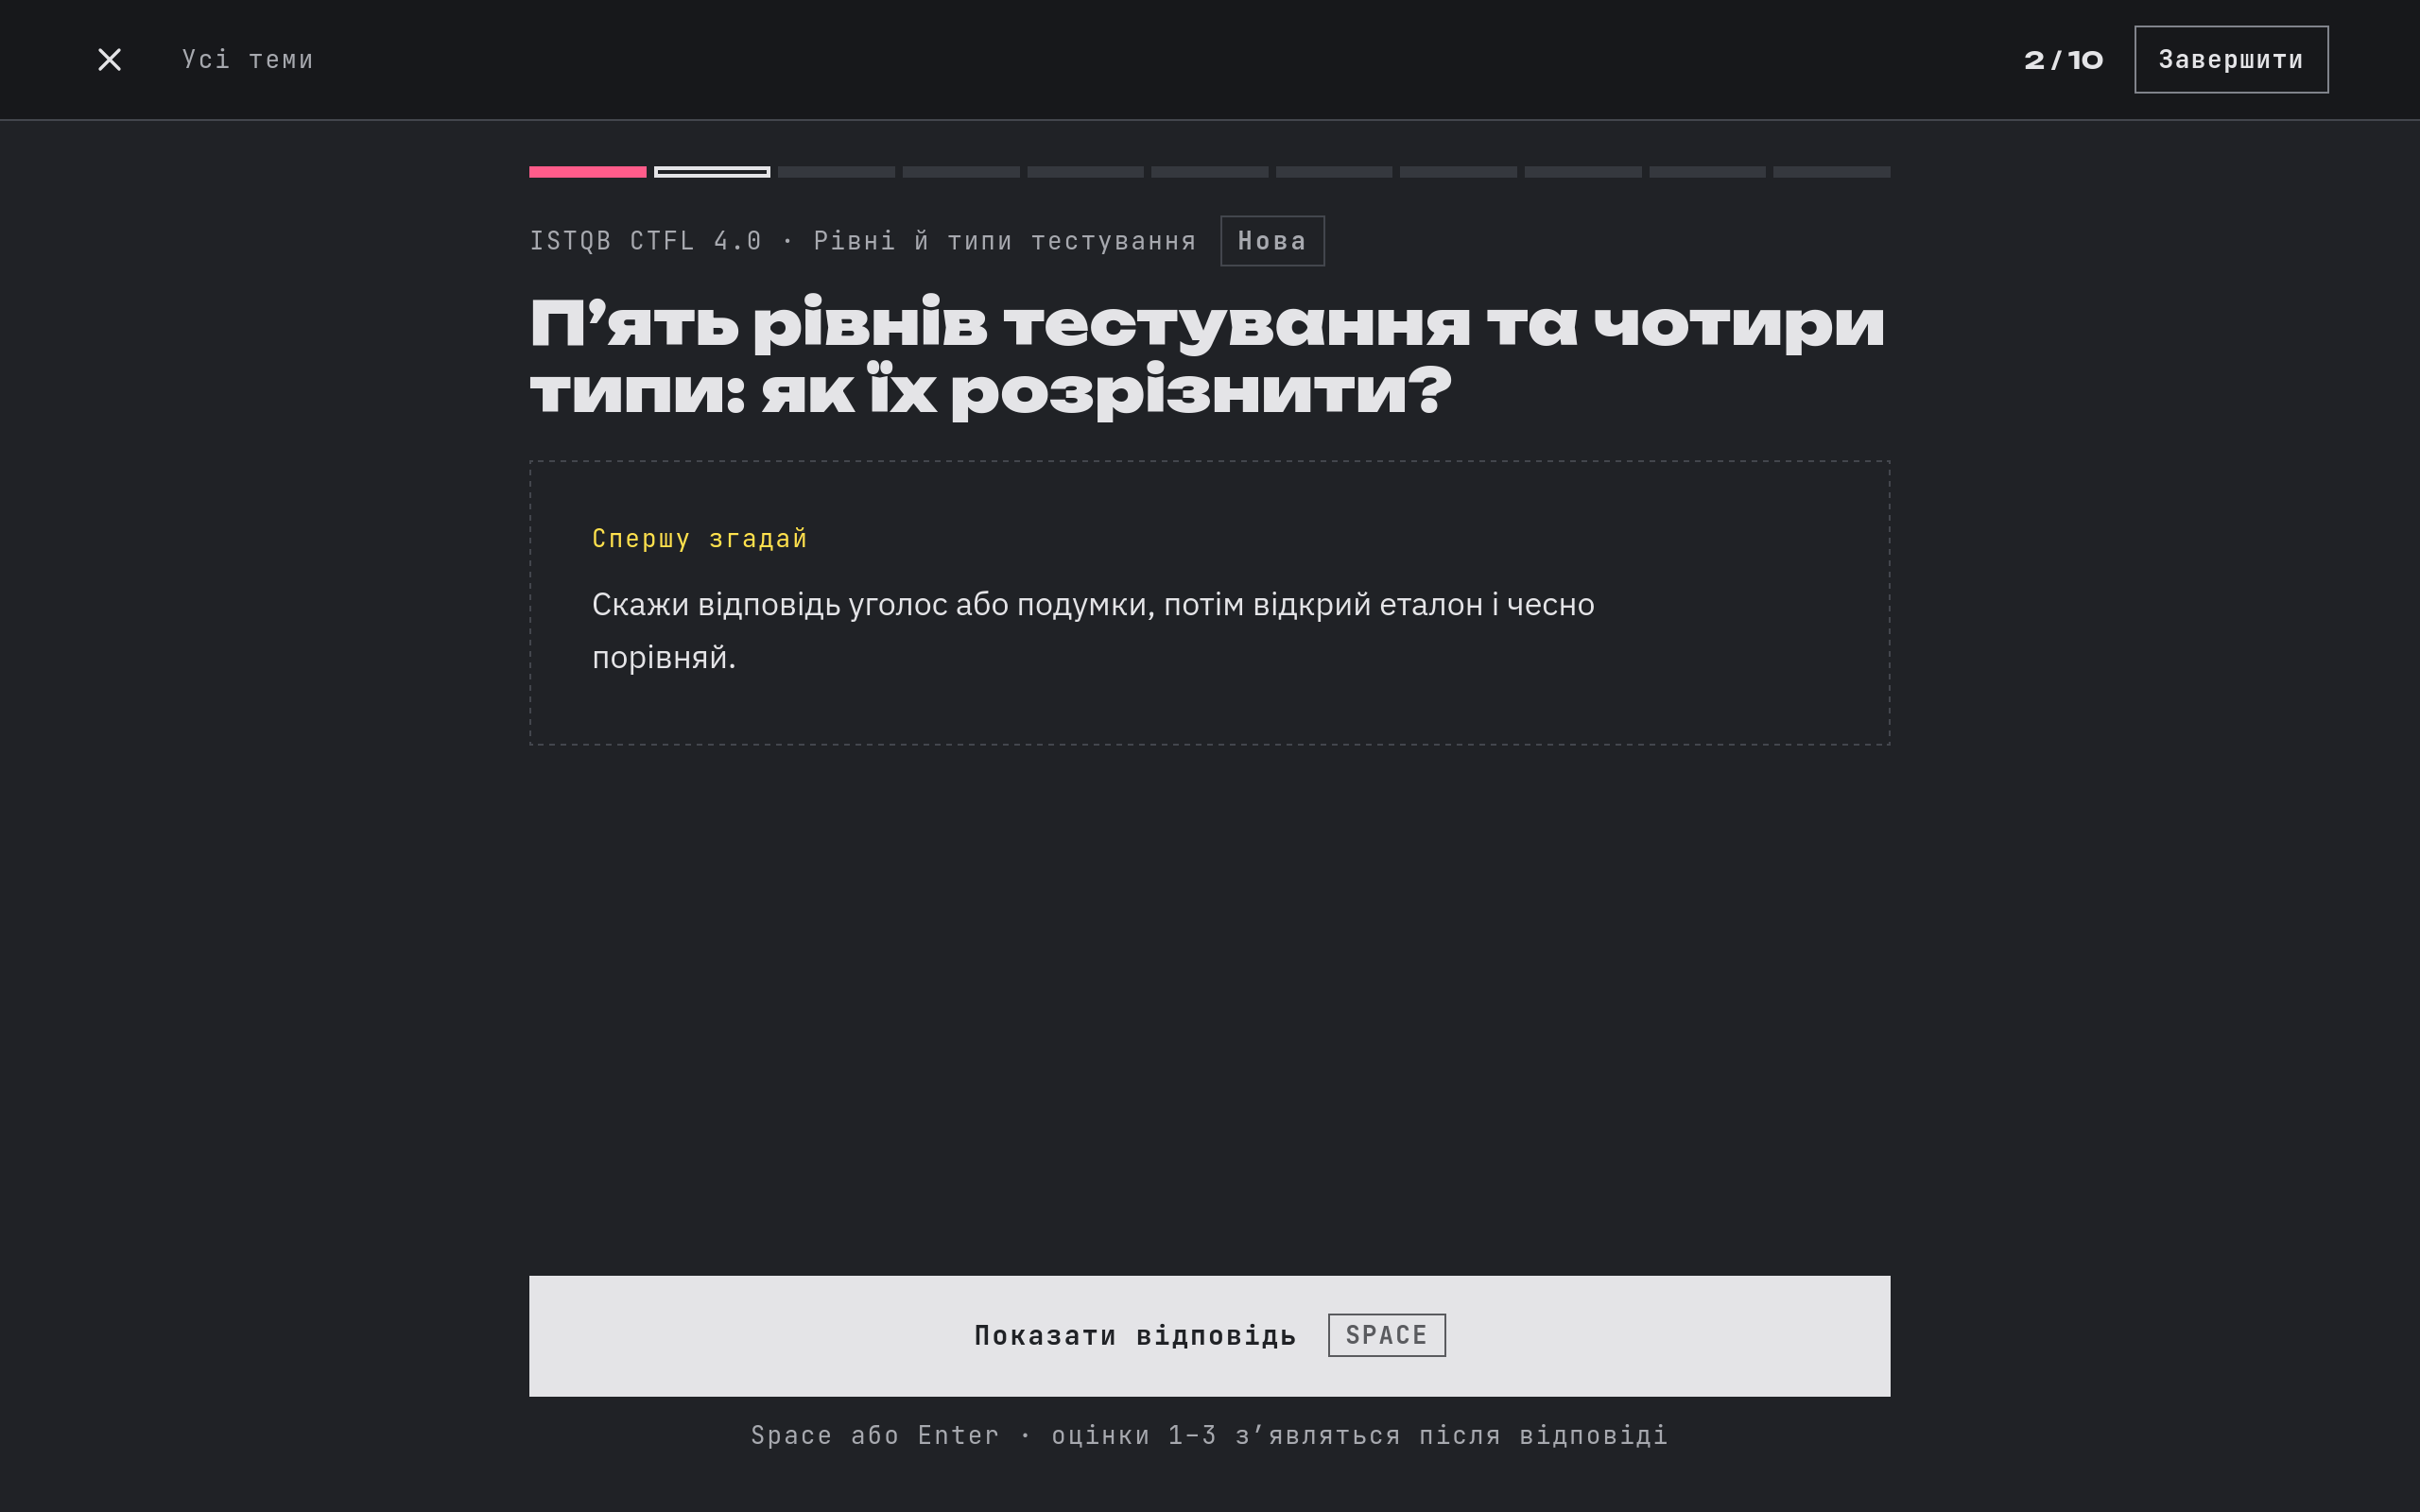 Усі теми
2 / 10
Завершити
ISTQB CTFL 4.0 · Рівні й типи тестування
Нова
П’ять рівнів тестування та чотири
типи: як їх розрізнити?
Спершу згадай
Скажи відповідь уголос або подумки, потім відкрий еталон і чесно
порівняй.
Показати відповідь
SPACE
Space або Enter · оцінки 1–3 з’являться після відповіді